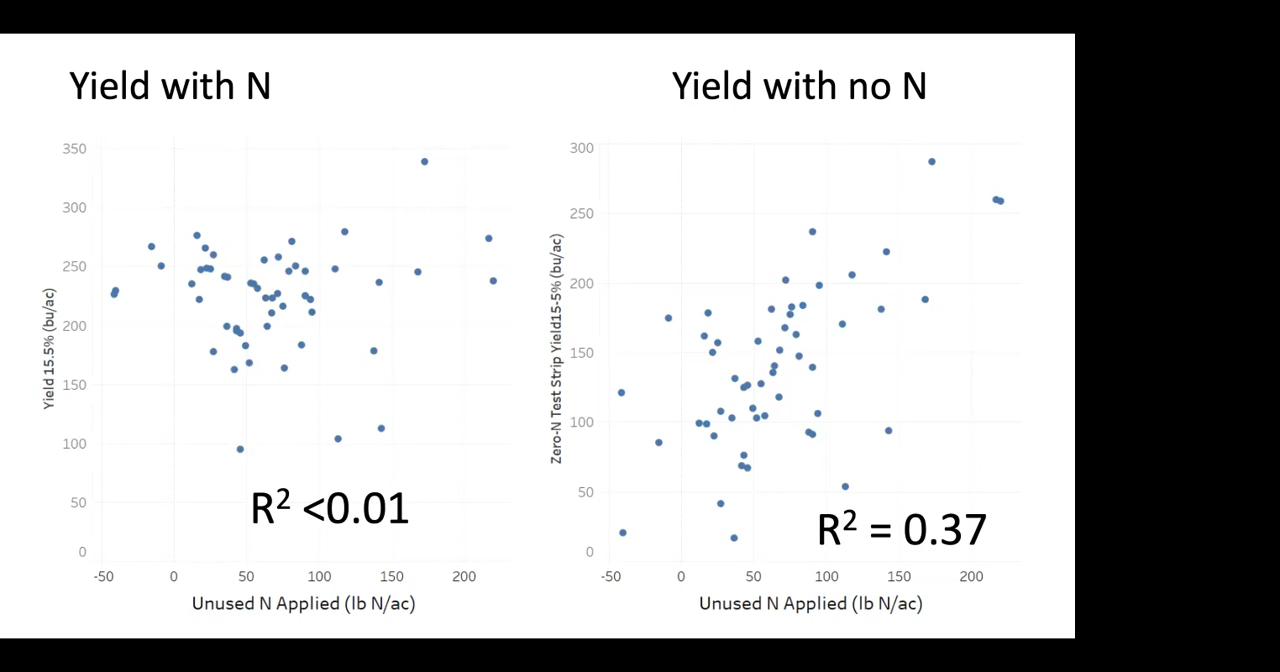 Yield with N
350
300
250
200
150
100
50
0
Yield 15.5% (bu/ac)
-50 0 50 100 150 200
Unused N Applied (lb N/ac)
R² <0.01
Yield with no N
300
250
200
150
100
50
0
Zero-N Test Strip Yield15-5% (bu/ac)
-50 0 50 100 150 200
Unused N Applied (lb N/ac)
R² = 0.37